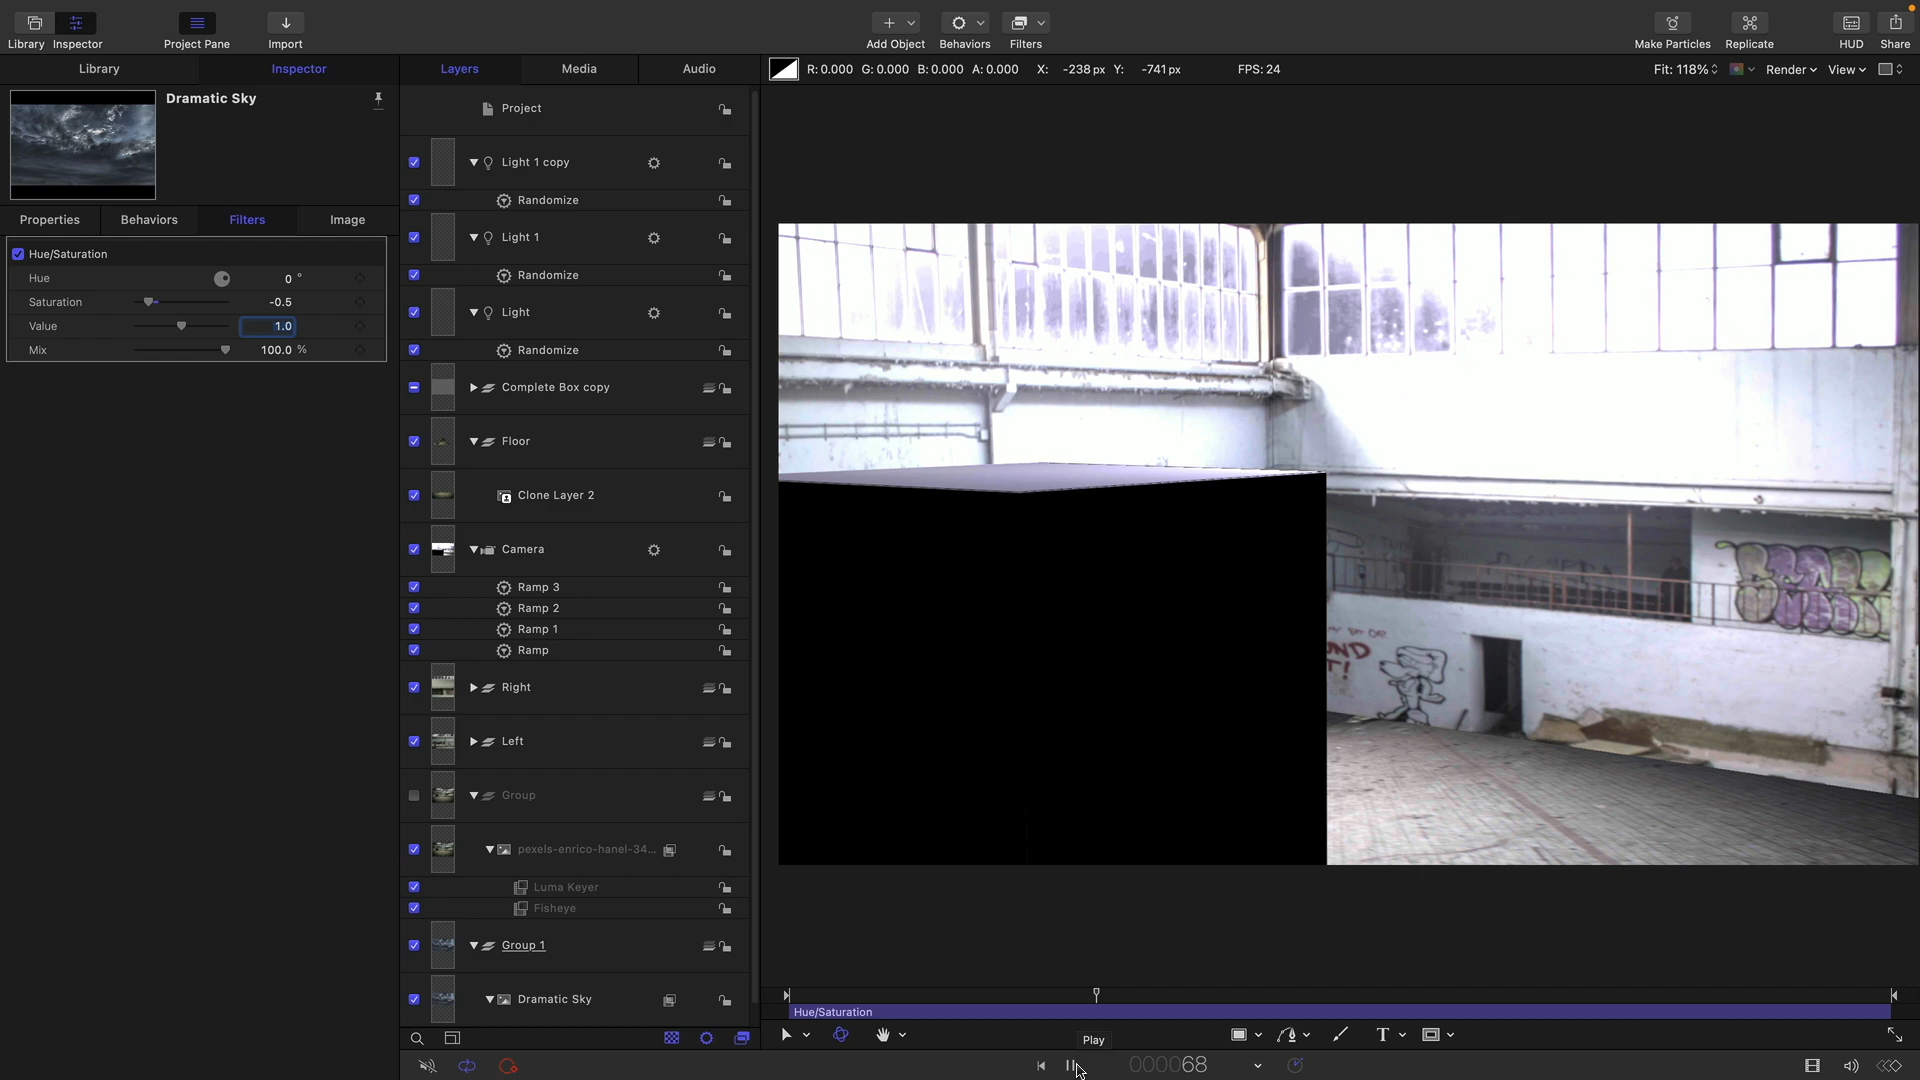 Library
Inspector
Project Pane
Import
Add Object
Behaviors
Filters
Make Particles
Replicate
HUD
Share
Library
Inspector
Layers
Media
Audio
R: 0.000 G: 0.000 B: 0.000 A: 0.000 X: -238 px Y: -741 px FPS: 24
Fit: 118%
Render
View
Dramatic Sky
Properties
Behaviors
Filters
Image
Hue/Saturation
Hue 0 °
Saturation -0.5
Value 1.0
Mix 100.0 %
Project
Light 1 copy
Randomize
Light 1
Randomize
Light
Randomize
Complete Box copy
Floor
Clone Layer 2
Camera
Ramp 3
Ramp 2
Ramp 1
Ramp
Right
Left
Group
pexels-enrico-hanel-34...
Luma Keyer
Fisheye
Group 1
Dramatic Sky
Hue/Saturation
Play
T
000068